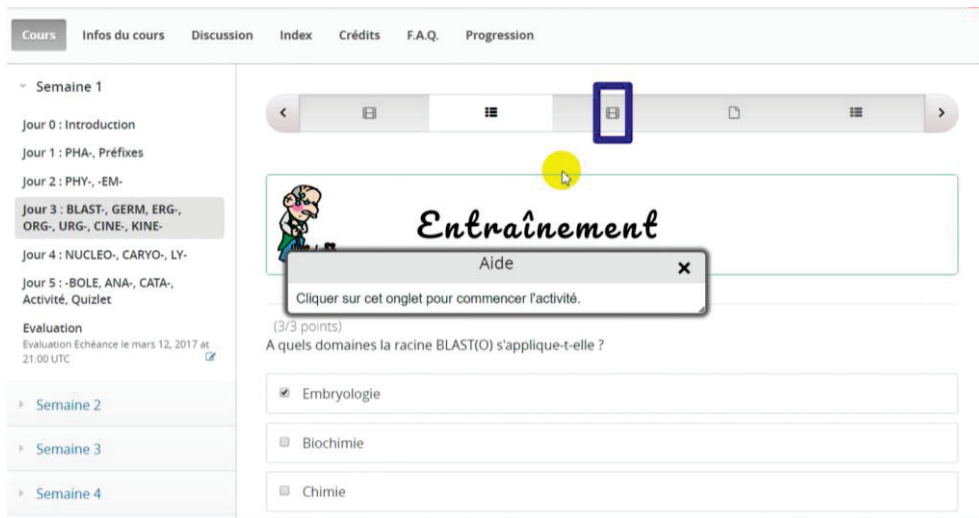 Cours Infos du cours Discussion Index Crédits F.A.Q. Progression
Semaine 1
Jour 0 : Introduction
Jour 1 : PHA-, Préfixes
Jour 2 : PHY-, -EM-
Jour 3 : BLAST-, GERM, ERG-,
ORG-, URG-, CINE-, KINE-
Jour 4 : NUCLEO-, CARYO-, LY-
Jour 5 : -BOLE, ANA-, CATA-,
Activité, Quizlet
Evaluation
Evaluation Echéance le mars 12, 2017 at
21:00 UTC
Semaine 2
Semaine 3
Semaine 4
Entraînement
Aide
Cliquer sur cet onglet pour commencer l'activité.
(3/3 points)
A quels domaines la racine BLAST(O) s'applique-t-elle ?
Embryologie
Biochimie
Chimie